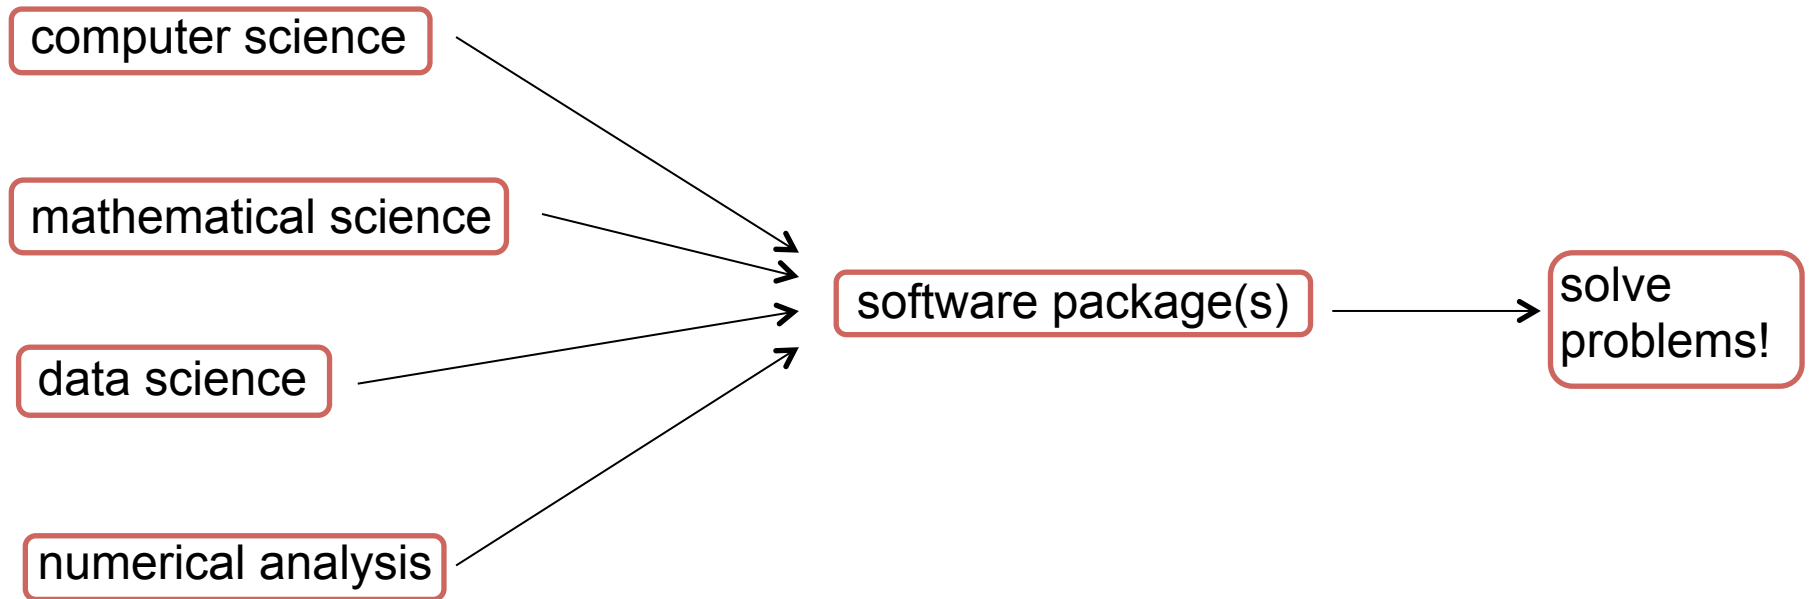 computer science
mathematical science
data science
numerical analysis
software package(s)
solve
problems!